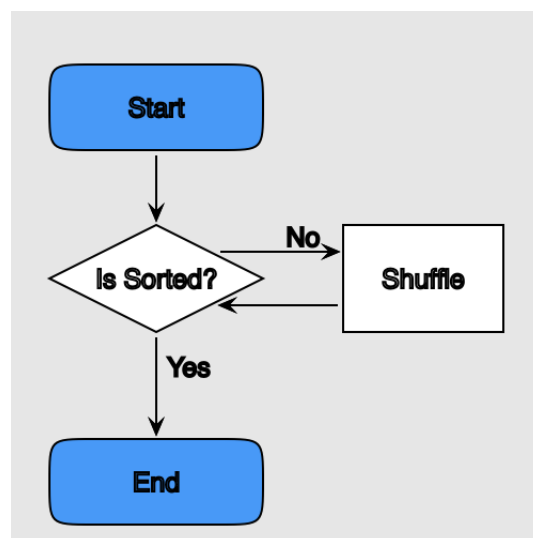 Start
No
Is Sorted?
Shuffle
Yes
End